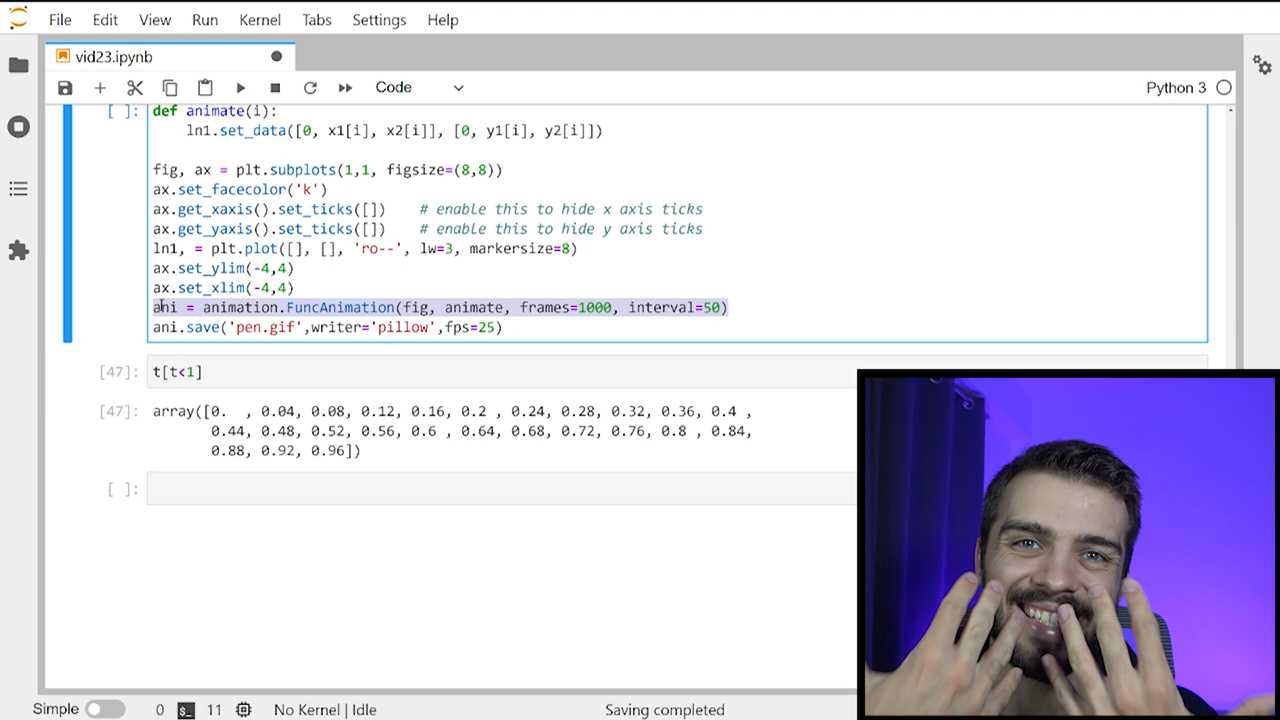 File Edit View Run Kernel Tabs Settings Help
vid23.ipynb
Code
Python 3
[ ]: def animate(i):
ln1.set_data([0, x1[i], x2[i]], [0, y1[i], y2[i]])
fig, ax = plt.subplots(1,1, figsize=(8,8))
ax.set_facecolor('k')
ax.get_xaxis().set_ticks([]) # enable this to hide x axis ticks
ax.get_yaxis().set_ticks([]) # enable this to hide y axis ticks
ln1, = plt.plot([], [], 'ro--', lw=3, markersize=8)
ax.set_ylim(-4,4)
ax.set_xlim(-4,4)
ani = animation.FuncAnimation(fig, animate, frames=1000, interval=50)
ani.save('pen.gif',writer='pillow',fps=25)
[47]: t[t<1]
[47]: array([0. , 0.04, 0.08, 0.12, 0.16, 0.2 , 0.24, 0.28, 0.32, 0.36, 0.4 ,
0.44, 0.48, 0.52, 0.56, 0.6 , 0.64, 0.68, 0.72, 0.76, 0.8 , 0.84,
0.88, 0.92, 0.96])
[ ]:
Simple 0 $_ 11 No Kernel | Idle Saving completed